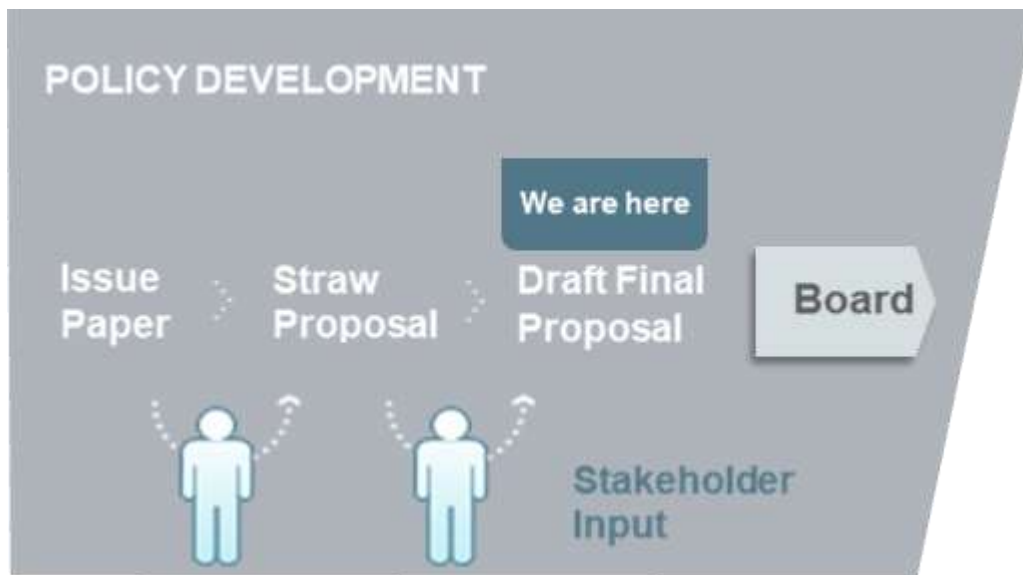 POLICY DEVELOPMENT
We are here
Issue
Paper
Straw
Proposal
Draft Final
Proposal
Board
Stakeholder
Input